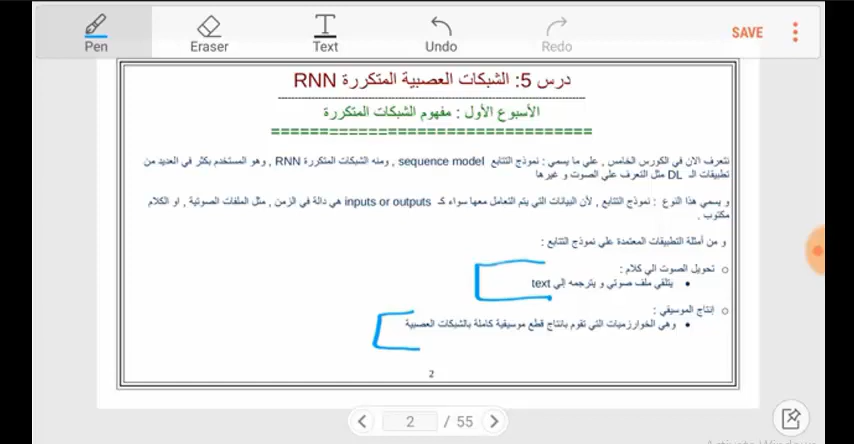 Pen
Eraser
Text
Undo
Redo
SAVE
درس 5: الشبكات العصبية المتكررة RNN
الأسبوع الأول : مفهوم الشبكات المتكررة
==================================
نتعرف الان في الكورس الخامس , علي ما يسمي : نموذج التتابع sequence model , ومنه الشبكات المتكررة RNN , وهو المستخدم بكثر في العديد من
تطبيقات الـ DL مثل التعرف علي الصوت و غيرها
و يسمي هذا النوع : نموذج التتابع , لأن البيانات التي يتم التعامل معها سواء كـ inputs or outputs هي دالة في الزمن , مثل الملفات الصوتية , او الكلام
مكتوب .
و من أمثلة التطبيقات المعتمدة علي نموذج التتابع :
○ تحويل الصوت الي كلام :
• يتلقي ملف صوتي و يترجمه إلي text
○ إنتاج الموسيقي :
• وهي الخوارزميات التي تقوم بانتاج قطع موسيقية كاملة بالشبكات العصبية
2
2 / 55